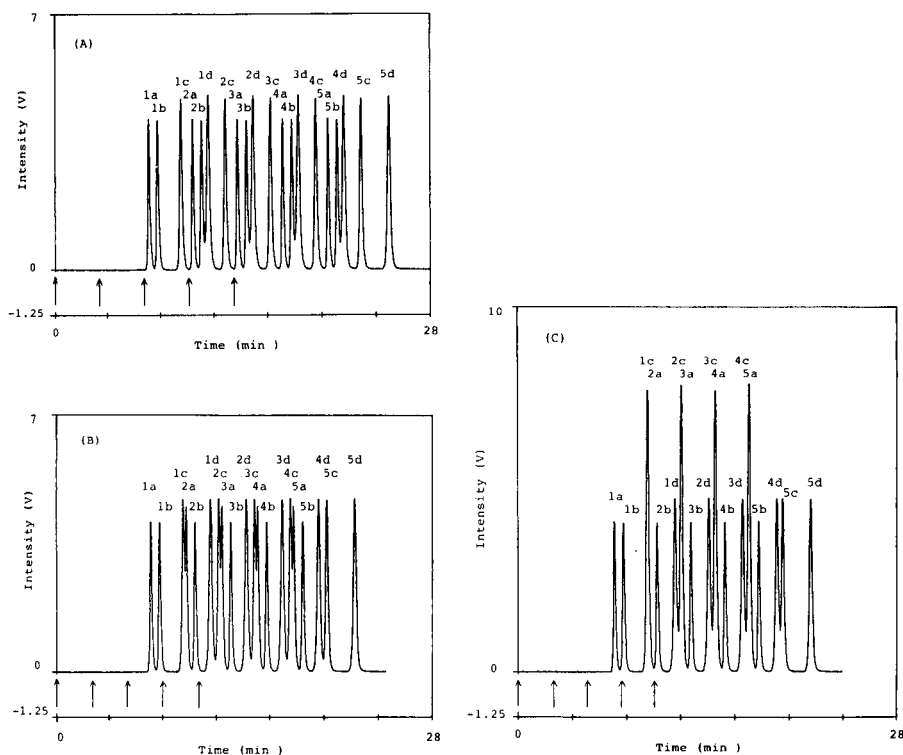 7
(A)
1d 2d 3d 4d 5d
1c 2c 3c 4c 5c
1a 2a 3a 4a 5a
1b 2b 3b 4b 5b
Intensity (V)
0
-1.25
0 28
Time (min )
7
(B)
1d 2d 3d 4d 5d
1c 2c 3c 4c 5c
1a 2a 3a 4a 5a
1b 2b 3b 4b 5b
Intensity (V)
0
-1.25
0 28
Time (min )
10
(C)
1c 2c 3c 4c
2a 3a 4a 5a
1a 1d 2d 3d 4d 5d
5c
1b 2b 3b 4b 5b
Intensity (V)
0
-1.25
0 28
Time (min )